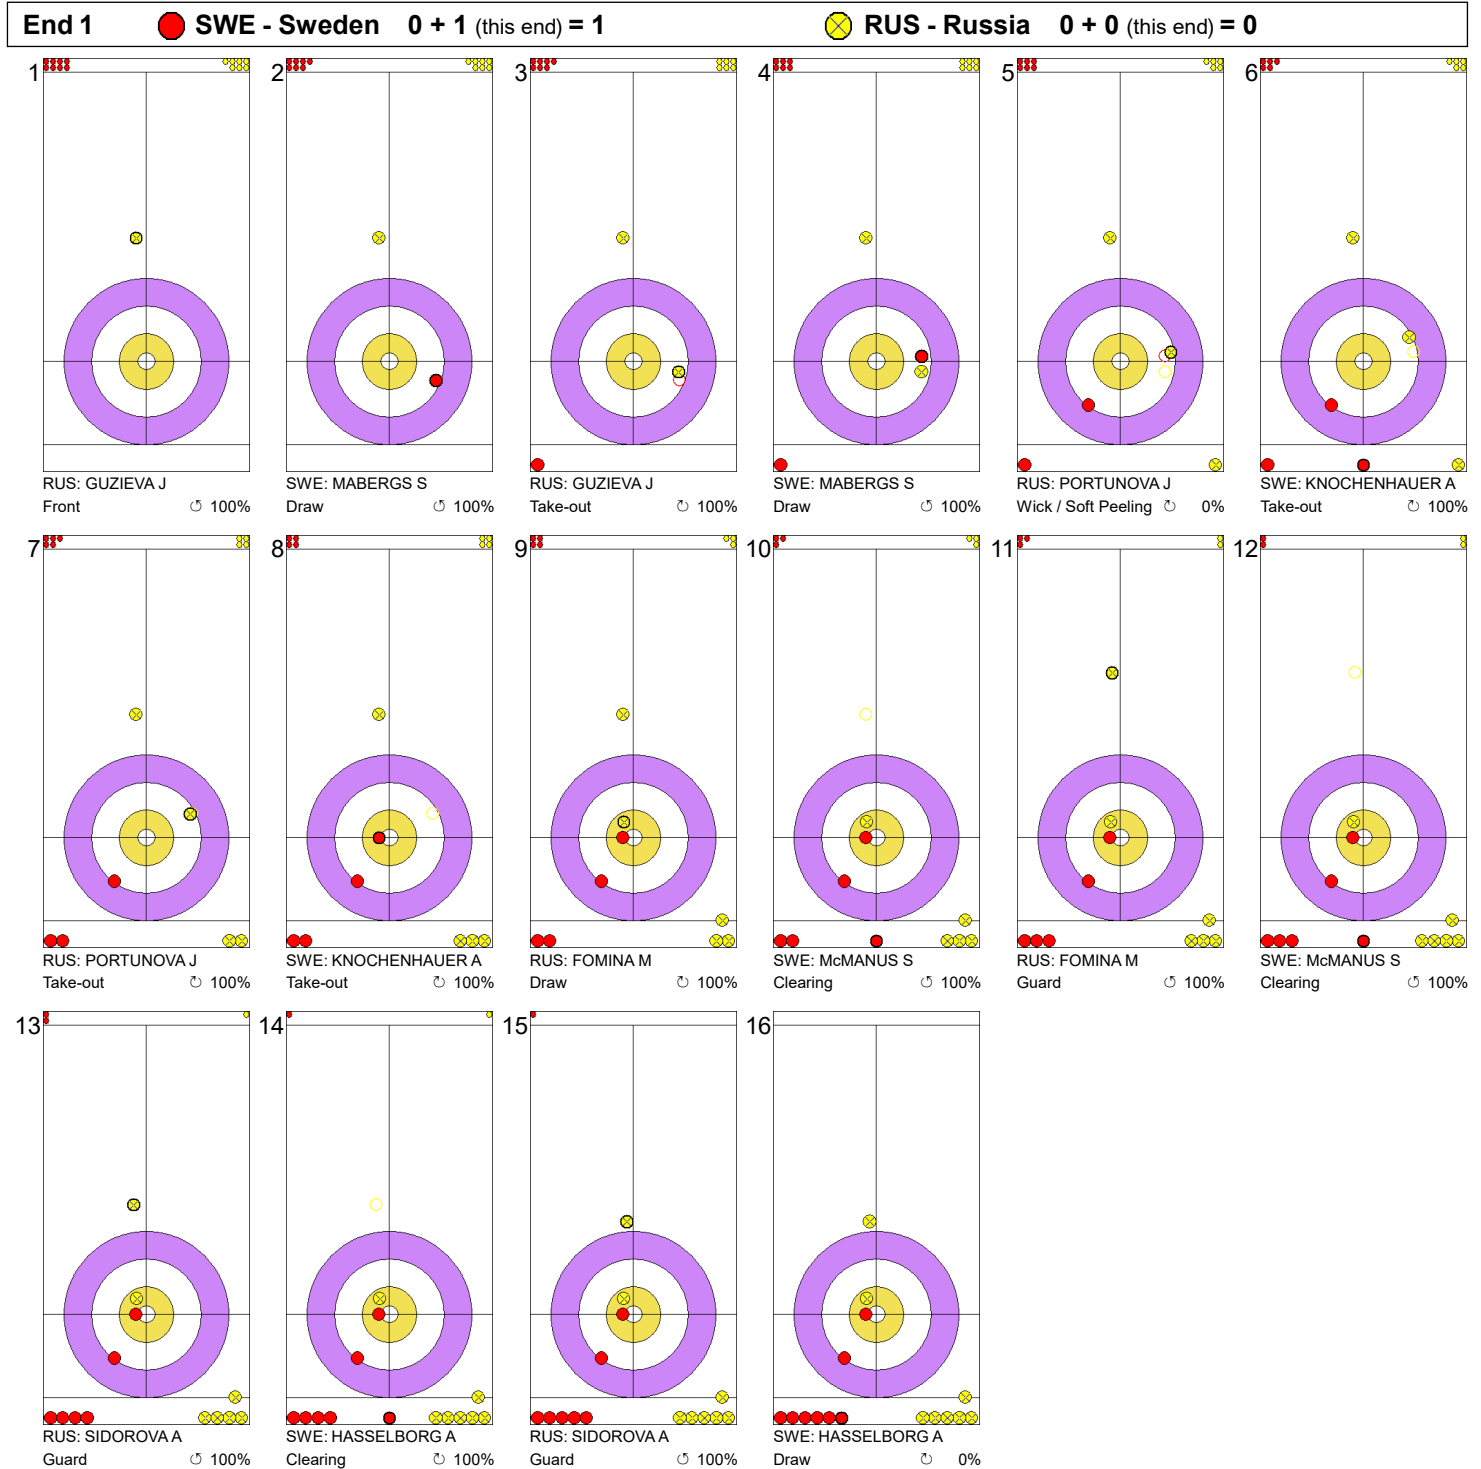 End 1 SWE - Sweden 0 + 1 (this end) = 1 RUS - Russia 0 + 0 (this end) = 0
1 2 3 4 5 6
RUS: GUZIEVA J SWE: MABERGS S RUS: GUZIEVA J SWE: MABERGS S RUS: PORTUNOVA J SWE: KNOCHENHAUER A
Front ↺ 100% Draw ↺ 100% Take-out ↻ 100% Draw ↺ 100% Wick / Soft Peeling ↻ 0% Take-out ↻ 100%
7 8 9 10 11 12
RUS: PORTUNOVA J SWE: KNOCHENHAUER A RUS: FOMINA M SWE: McMANUS S RUS: FOMINA M SWE: McMANUS S
Take-out ↻ 100% Take-out ↻ 100% Draw ↺ 100% Clearing ↺ 100% Guard ↺ 100% Clearing ↺ 100%
13 14 15 16
RUS: SIDOROVA A SWE: HASSELBORG A RUS: SIDOROVA A SWE: HASSELBORG A
Guard ↺ 100% Clearing ↺ 100% Guard ↺ 100% Draw ↻ 0%